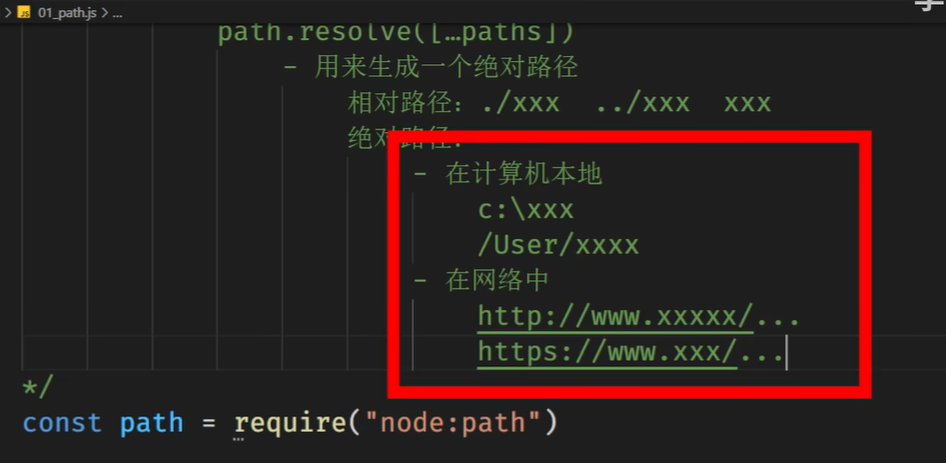 01_path.js > ...
path.resolve([…paths])
- 用来生成一个绝对路径
相对路径：./xxx ../xxx xxx
绝对路径：
- 在计算机本地
c:\xxx
/User/xxxx
- 在网络中
http://www.xxxxx/...
https://www.xxx/...
*/
const path = require("node:path")